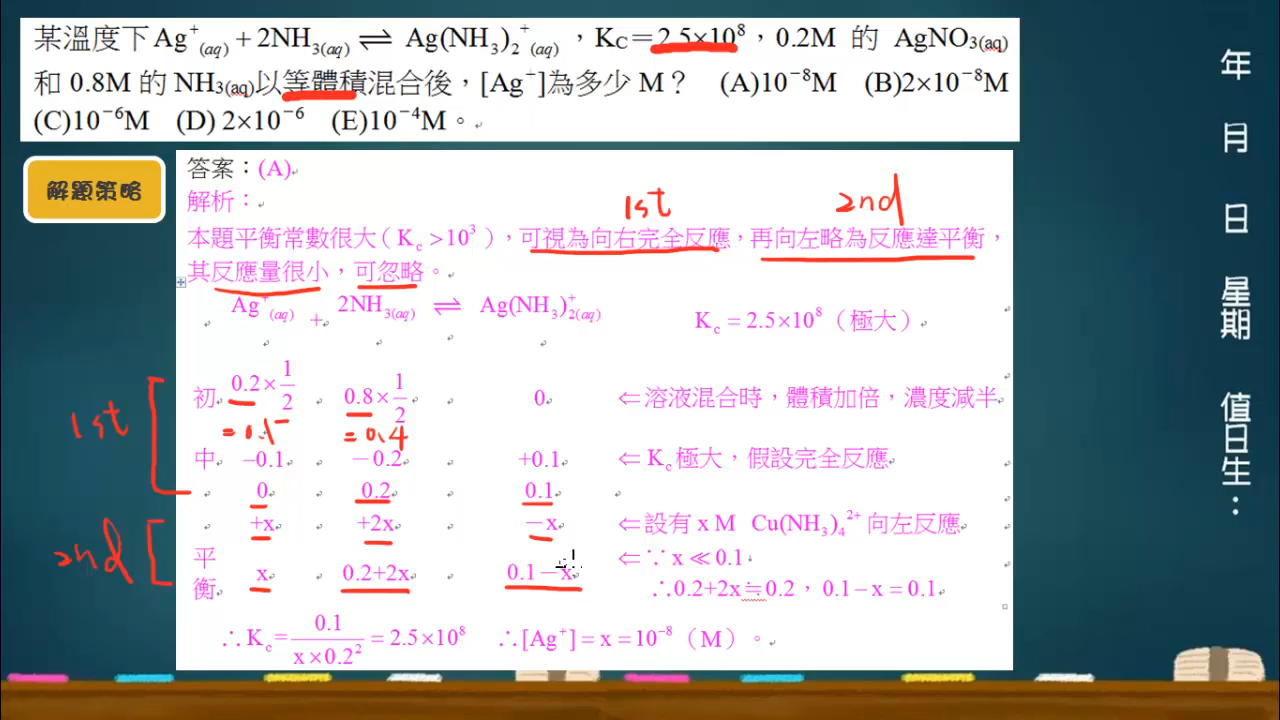 某溫度下 Ag⁺(aq) + 2NH₃(aq) ⇌ Ag(NH₃)₂⁺(aq),K_C=2.5×10⁸,0.2M 的 AgNO₃(aq)
和 0.8M 的 NH₃(aq)以等體積混合後,[Ag⁺]為多少 M? (A)10⁻⁸M (B)2×10⁻⁸M
(C)10⁻⁶M (D) 2×10⁻⁶ (E)10⁻⁴M。
解題策略
答案:(A)
解析:
1st 2nd
本題平衡常數很大(K_c>10³),可視為向右完全反應,再向左略為反應達平衡,
其反應量很小,可忽略。
Ag⁺(aq) + 2NH₃(aq) ⇌ Ag(NH₃)⁺₂(aq) K_c = 2.5×10⁸(極大)
初 0.2×1/2 0.8×1/2 0 ⇐溶液混合時,體積加倍,濃度減半
=0.1 =0.4
1st
中 −0.1 −0.2 +0.1 ⇐K_c極大,假設完全反應
0 0.2 0.1
+x +2x −x ⇐設有 x M Cu(NH₃)₄²⁺ 向左反應
2nd
平衡 x 0.2+2x 0.1−x ⇐∵x≪0.1
∴0.2+2x≒0.2,0.1−x=0.1
∴K_c=0.1/(x×0.2²)=2.5×10⁸ ∴[Ag⁺]=x=10⁻⁸(M)。
年
月
日
星期
值日生: